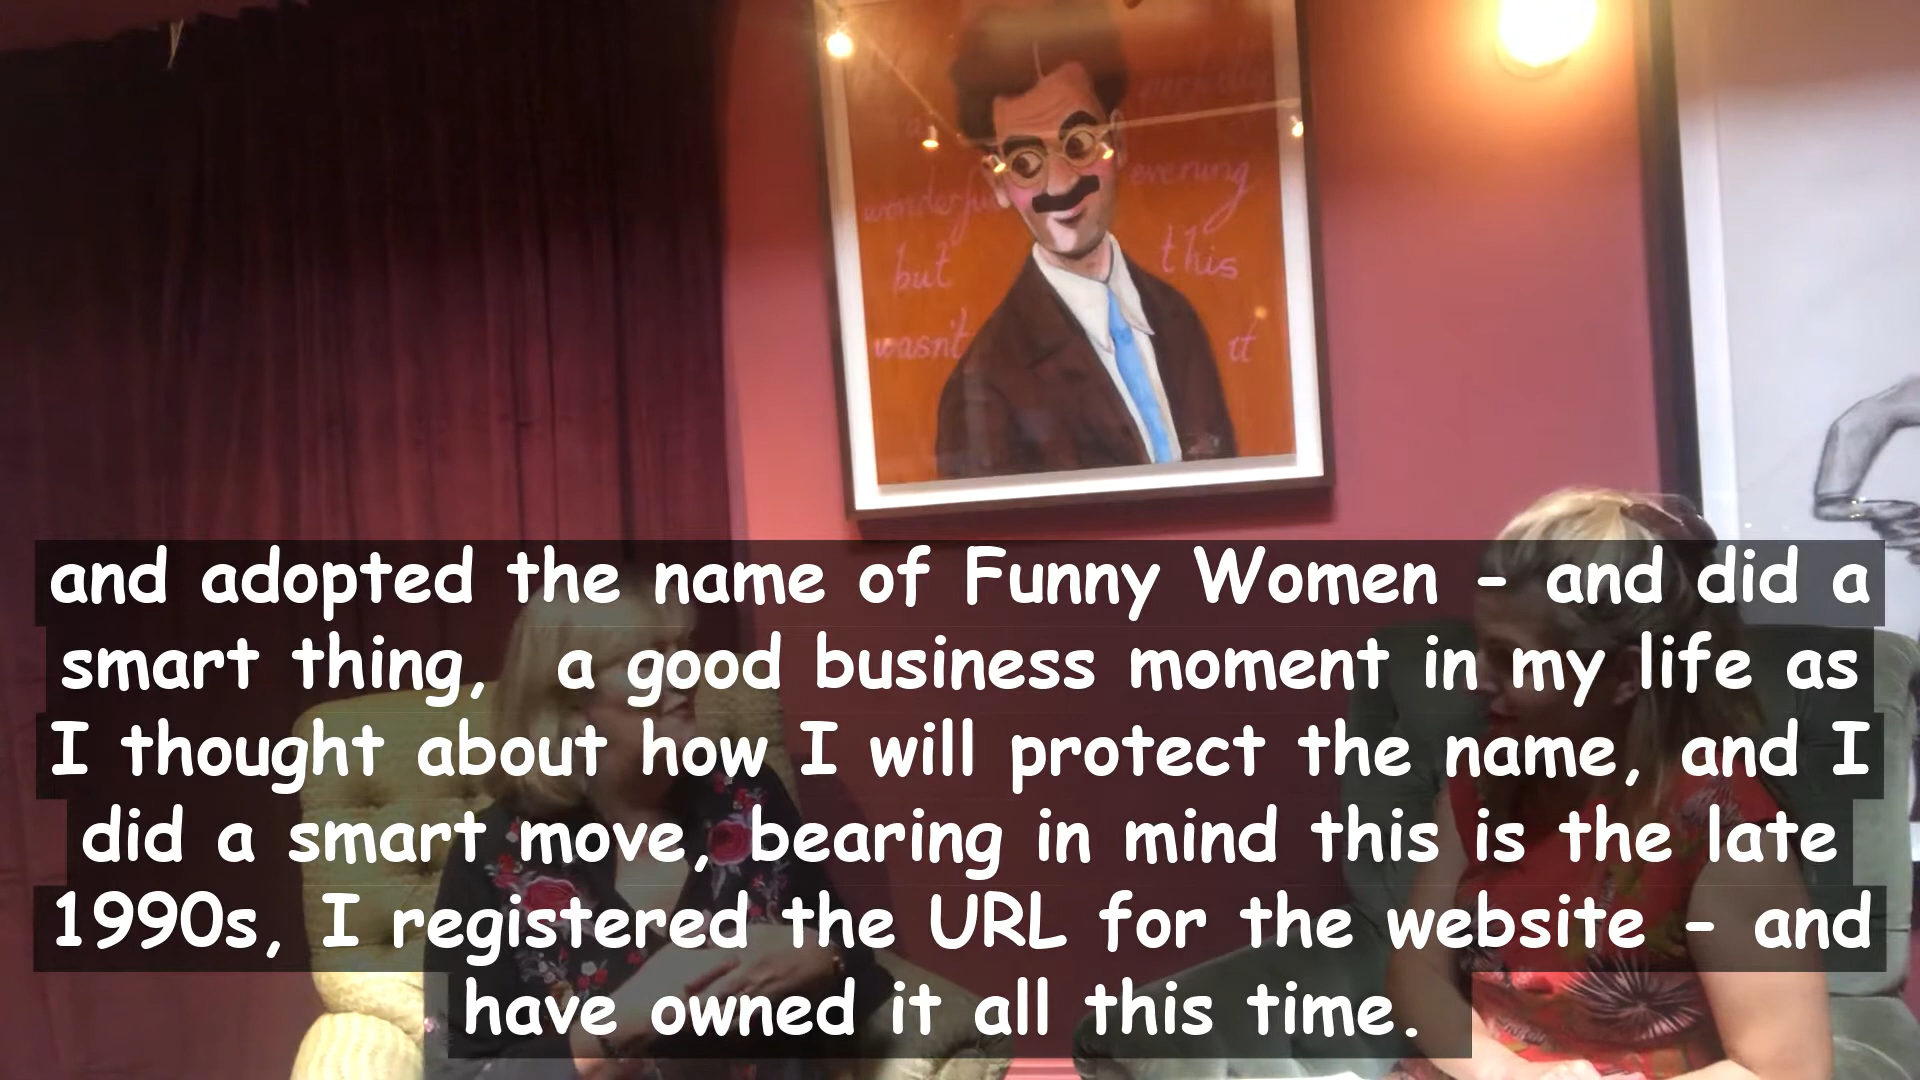 wonderful evening
but this
wasn't it
and adopted the name of Funny Women – and did a
smart thing,  a good business moment in my life as
I thought about how I will protect the name, and I
did a smart move, bearing in mind this is the late
1990s, I registered the URL for the website – and
have owned it all this time.